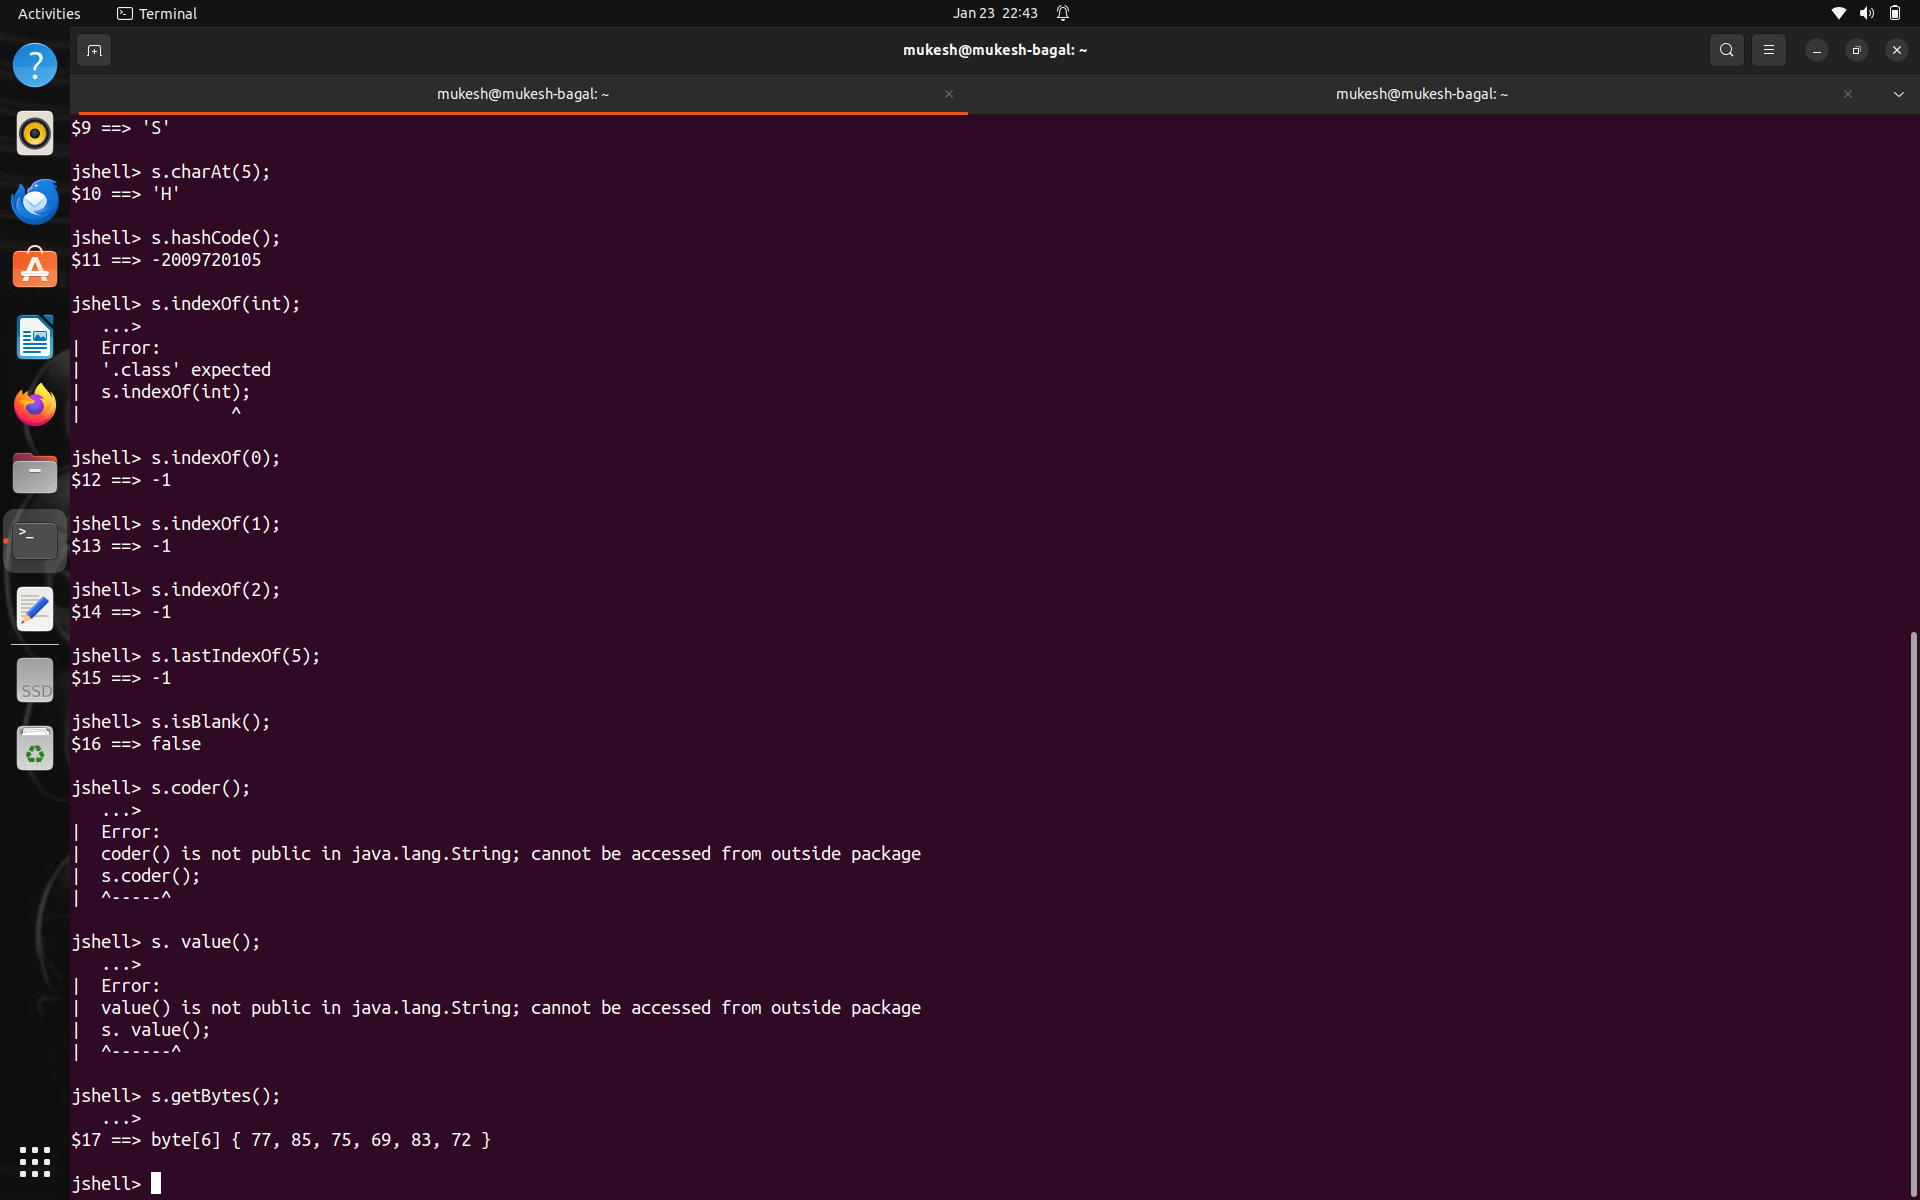 Activities
Terminal
Jan 23 22:43
mukesh@mukesh-bagal: ~
mukesh@mukesh-bagal: ~
mukesh@mukesh-bagal: ~
$9 ==> 'S'
jshell> s.charAt(5);
$10 ==> 'H'
jshell> s.hashCode();
$11 ==> -2009720105
jshell> s.indexOf(int);
   ...>
|  Error:
|  '.class' expected
|  s.indexOf(int);
|               ^
jshell> s.indexOf(0);
$12 ==> -1
jshell> s.indexOf(1);
$13 ==> -1
jshell> s.indexOf(2);
$14 ==> -1
jshell> s.lastIndexOf(5);
$15 ==> -1
jshell> s.isBlank();
$16 ==> false
jshell> s.coder();
   ...>
|  Error:
|  coder() is not public in java.lang.String; cannot be accessed from outside package
|  s.coder();
|  ^-----^
jshell> s. value();
   ...>
|  Error:
|  value() is not public in java.lang.String; cannot be accessed from outside package
|  s. value();
|  ^------^
jshell> s.getBytes();
   ...>
$17 ==> byte[6] { 77, 85, 75, 69, 83, 72 }
jshell>
SSD